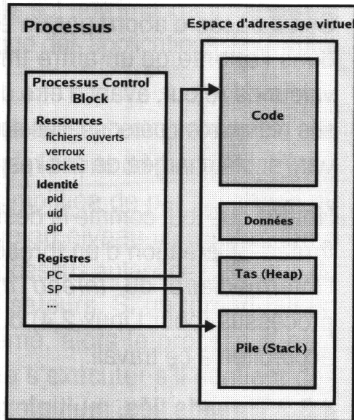 Processus
Espace d'adressage virtuel
Processus Control
Block
Ressources
fichiers ouverts
verroux
sockets
Identité
pid
uid
gid
Registres
PC
SP
...
Code
Données
Tas (Heap)
Pile (Stack)